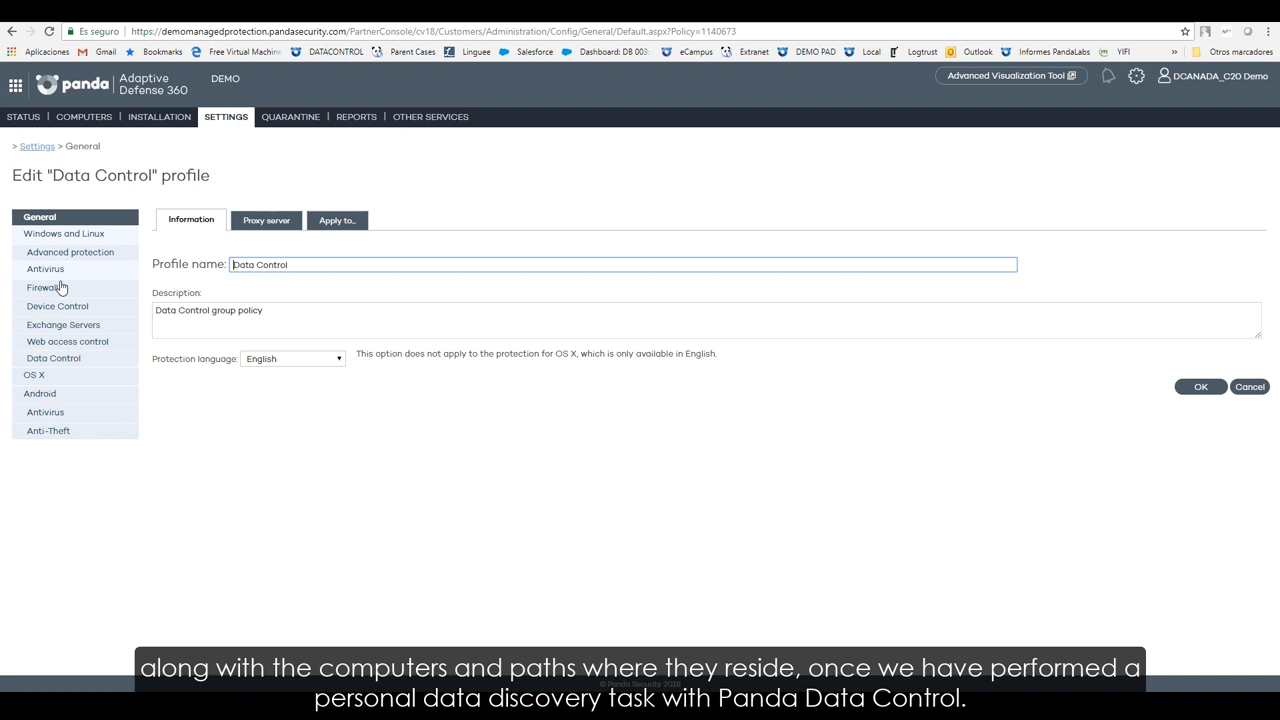 Es seguro https://demomanagedprotection.pandasecurity.com/PartnerConsole/cv18/Customers/Administration/Config/General/Default.aspx?Policy=1140673
Aplicaciones Gmail Bookmarks Free Virtual Machine DATACONTROL Parent Cases Linguee Salesforce Dashboard: DB 003: eCampus Extranet DEMO PAD Local Logtrust Outlook Informes PandaLabs YIFI » Otros marcadores
panda Adaptive Defense 360 DEMO Advanced Visualization Tool DCANADA_C20 Demo
STATUS | COMPUTERS | INSTALLATION SETTINGS QUARANTINE | REPORTS | OTHER SERVICES
> Settings > General
Edit "Data Control" profile
General
Windows and Linux
Advanced protection
Antivirus
Firewall
Device Control
Exchange Servers
Web access control
Data Control
OS X
Android
Antivirus
Anti-Theft
Information Proxy server Apply to...
Profile name: Data Control
Description:
Data Control group policy
Protection language: English This option does not apply to the protection for OS X, which is only available in English.
OK Cancel
© Panda Security 2018
along with the computers and paths where they reside, once we have performed a
personal data discovery task with Panda Data Control.